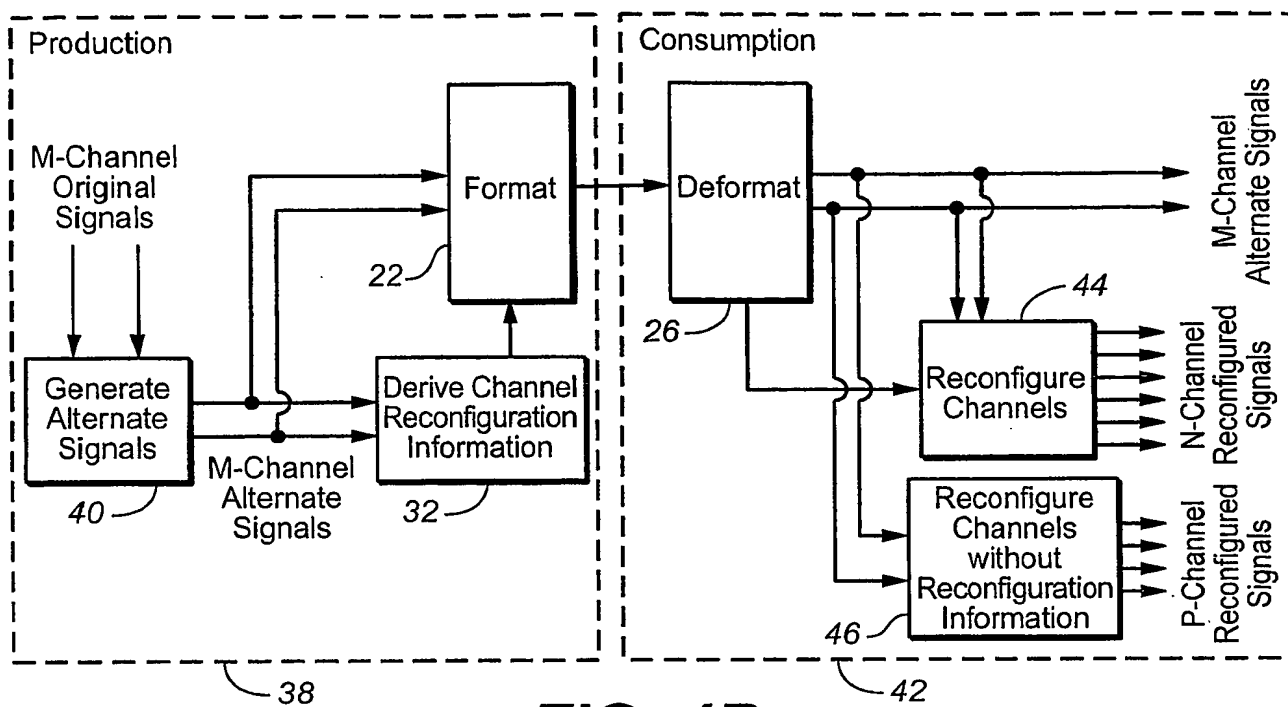 Production
Consumption
M-Channel
Original
Signals
Format
22
Deformat
26
M-Channel
Alternate Signals
Generate
Alternate
Signals
40
M-Channel
Alternate
Signals
Derive Channel
Reconfiguration
Information
32
44
Reconfigure
Channels
N-Channel
Reconfigured
Signals
Reconfigure
Channels
without
Reconfiguration
Information
46
P-Channel
Reconfigured
Signals
38
42